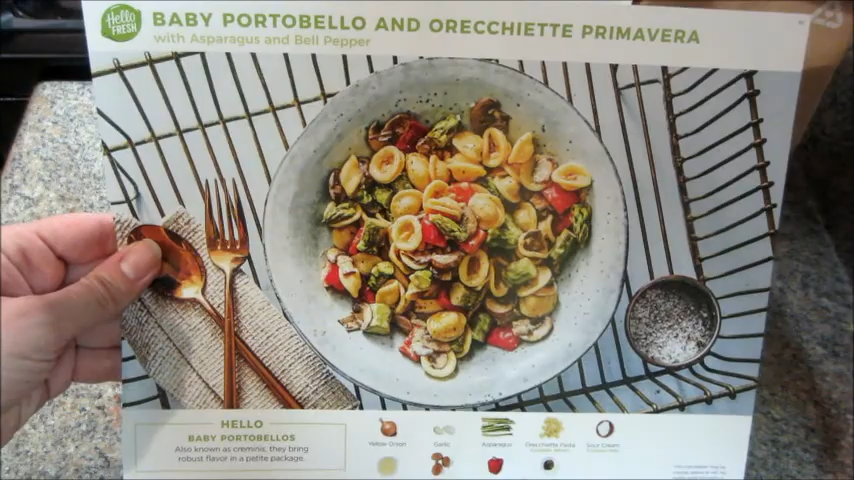 Hello
FRESH
BABY PORTOBELLO AND ORECCHIETTE PRIMAVERA
with Asparagus and Bell Pepper
HELLO
BABY PORTOBELLOS
Also known as creminis, they bring
robust flavor in a petite package.
Yellow Onion
Garlic
Asparagus
Orecchiette Pasta
Sour Cream